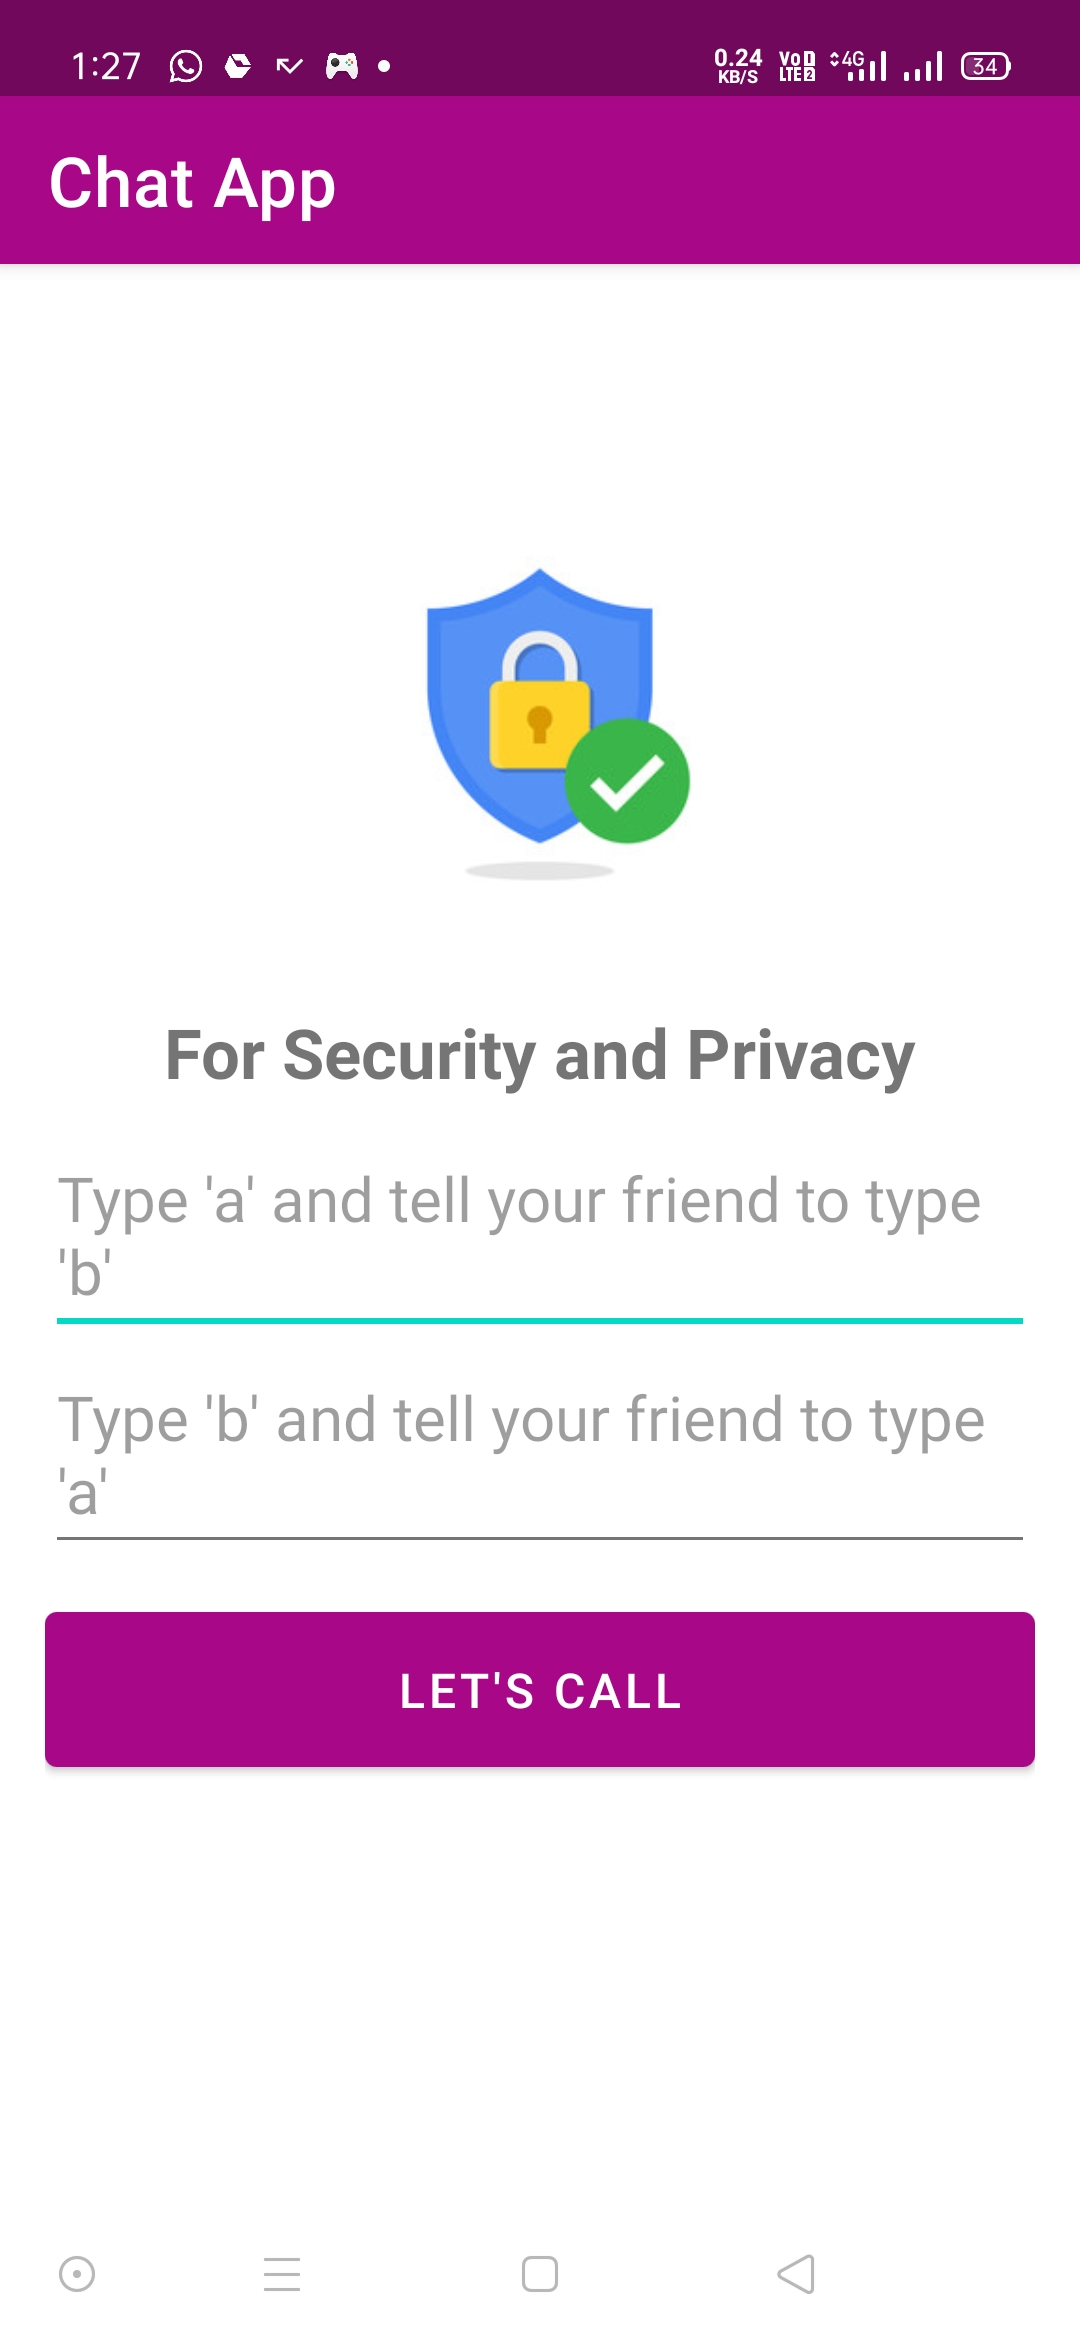 1:27 0.24 KB/S VoD LTE2 4G 34
Chat App
For Security and Privacy
Type 'a' and tell your friend to type
'b'
Type 'b' and tell your friend to type
'a'
LET'S CALL